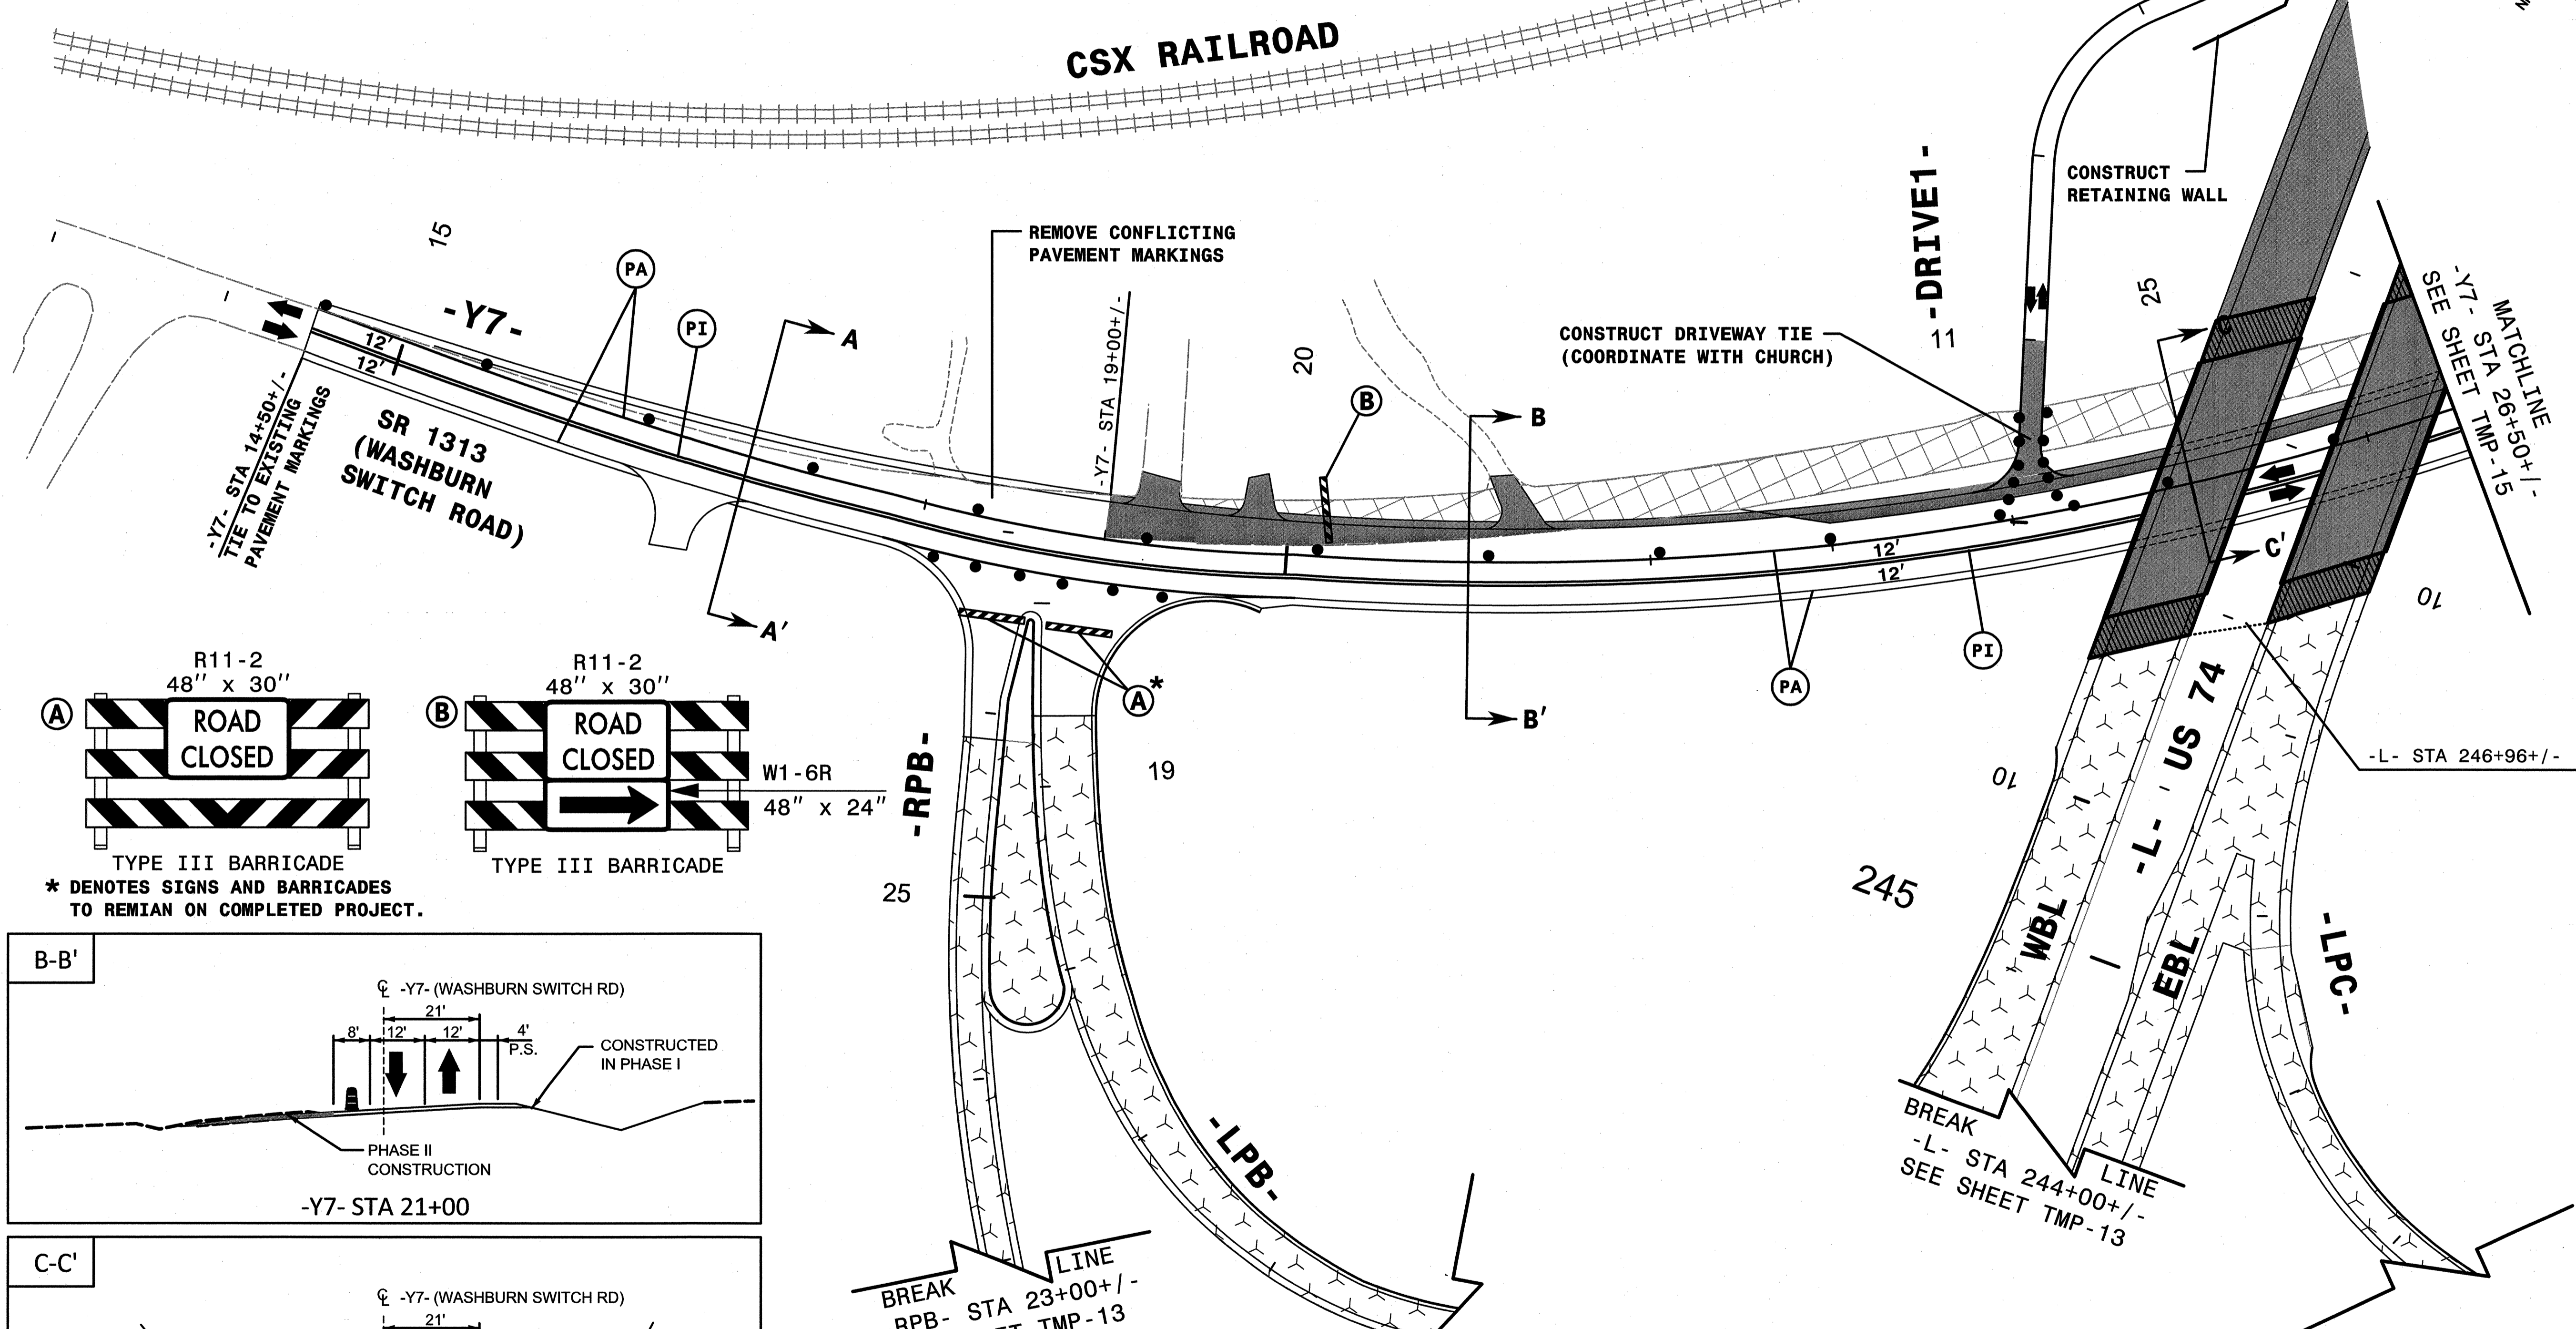 CSX RAILROAD
CONSTRUCT
RETAINING WALL
-DRIVE1-
11
15
REMOVE CONFLICTING
PAVEMENT MARKINGS
PA
PI
-Y7-
A
-Y7- STA 19+00+/-
20
B
B
CONSTRUCT DRIVEWAY TIE
(COORDINATE WITH CHURCH)
25
MATCHLINE
-Y7- STA 26+50+/-
SEE SHEET TMP-15
12'
12'
-Y7- STA 14+50+/-
TIE TO EXISTING
PAVEMENT MARKINGS
SR 1313
(WASHBURN
SWITCH ROAD)
A'
12'
12'
C'
PA
PI
10
A*
B'
19
10
-L- US 74
-L- STA 246+96+/-
245
WBL
EBL
-LPC-
-RPB-
25
-LPB-
R11-2
48" x 30"
A
ROAD
CLOSED
TYPE III BARRICADE
R11-2
48" x 30"
B
ROAD
CLOSED
W1-6R
48" x 24"
TYPE III BARRICADE
* DENOTES SIGNS AND BARRICADES
TO REMIAN ON COMPLETED PROJECT.
B-B'
℄ -Y7- (WASHBURN SWITCH RD)
21'
8' 12' 12' 4'
P.S.
CONSTRUCTED
IN PHASE I
PHASE II
CONSTRUCTION
-Y7- STA 21+00
C-C'
℄ -Y7- (WASHBURN SWITCH RD)
21'
BREAK LINE
RPB- STA 23+00+/-
TMP-13
BREAK LINE
-L- STA 244+00+/-
SEE SHEET TMP-13